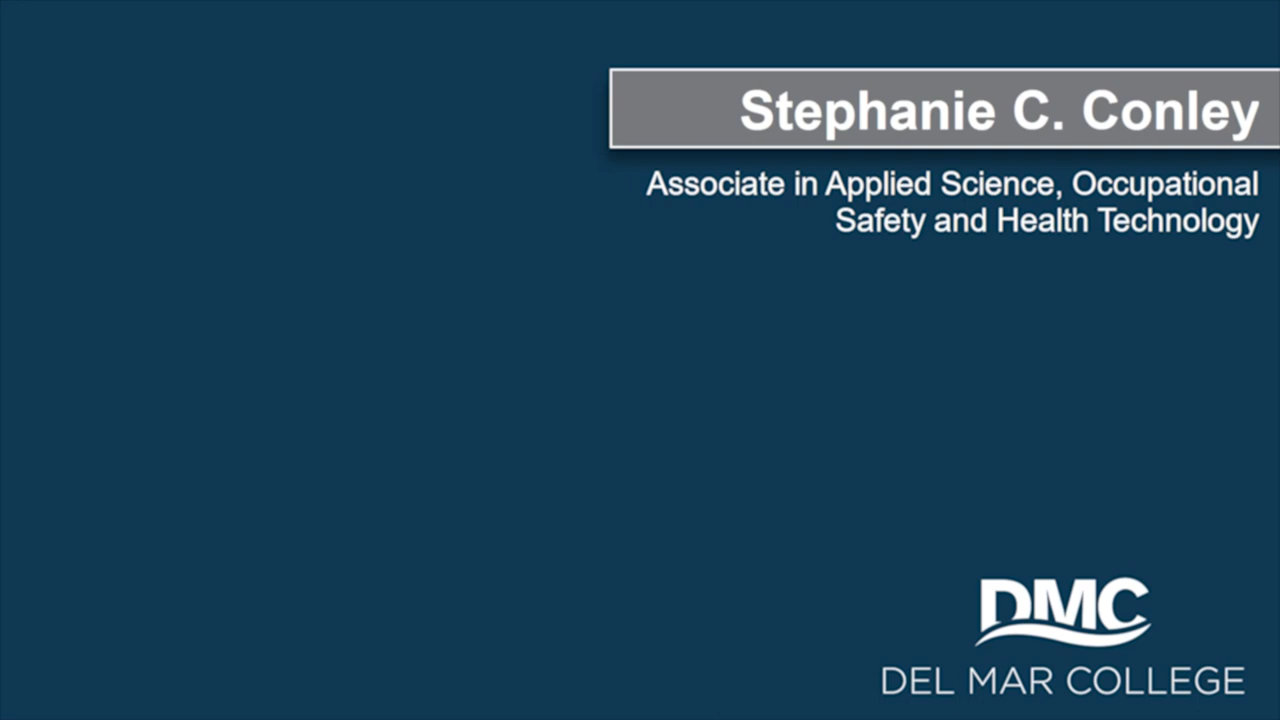 Stephanie C. Conley
Associate in Applied Science, Occupational
Safety and Health Technology
DMC
DEL MAR COLLEGE